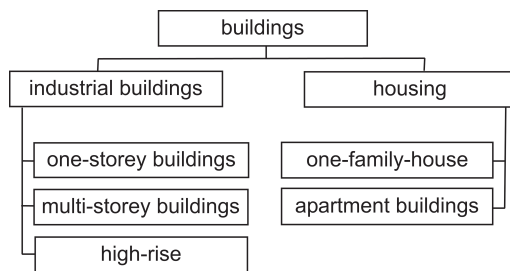 buildings
industrial buildings
housing
one-storey buildings
one-family-house
multi-storey buildings
apartment buildings
high-rise